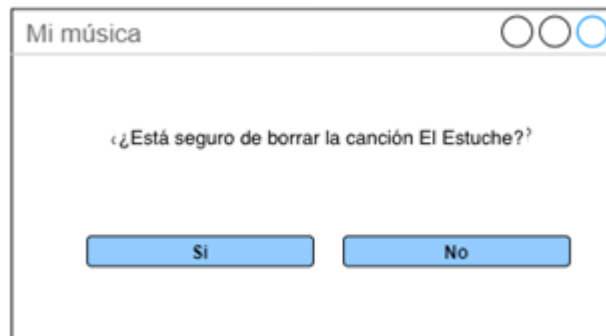 Mi música
‹¿Está seguro de borrar la canción El Estuche?›
Si
No